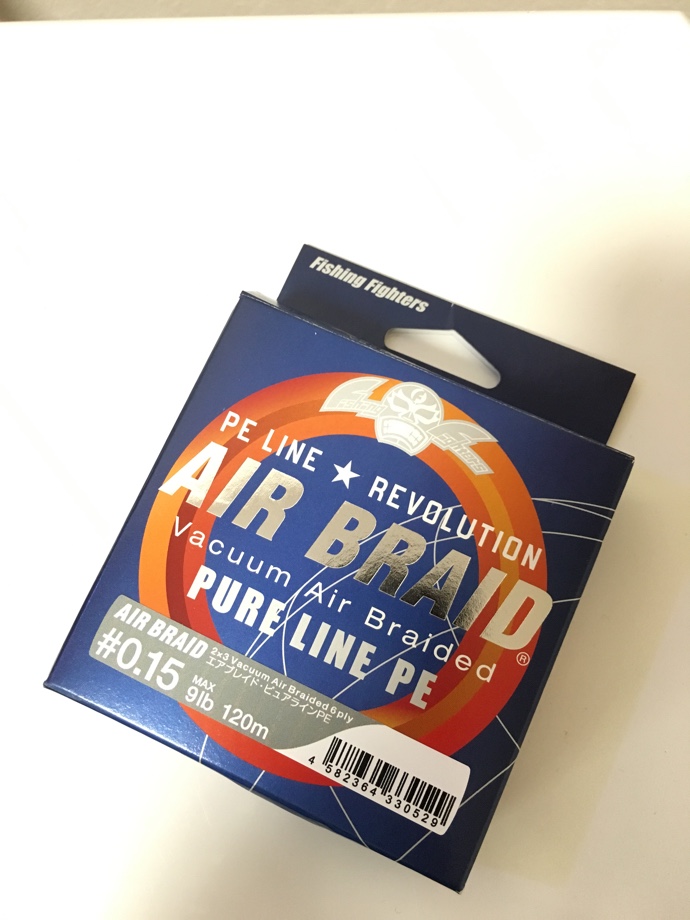 Fishing Fighters
PE LINE ★ REVOLUTION
AIR BRAID®
Vacuum Air Braided
PURE LINE PE
AIR BRAID 2×3 Vacuum Air Braided 6ply
エアブレイド・ピュアラインPE
#0.15 MAX 9lb 120m
4 582364 330529